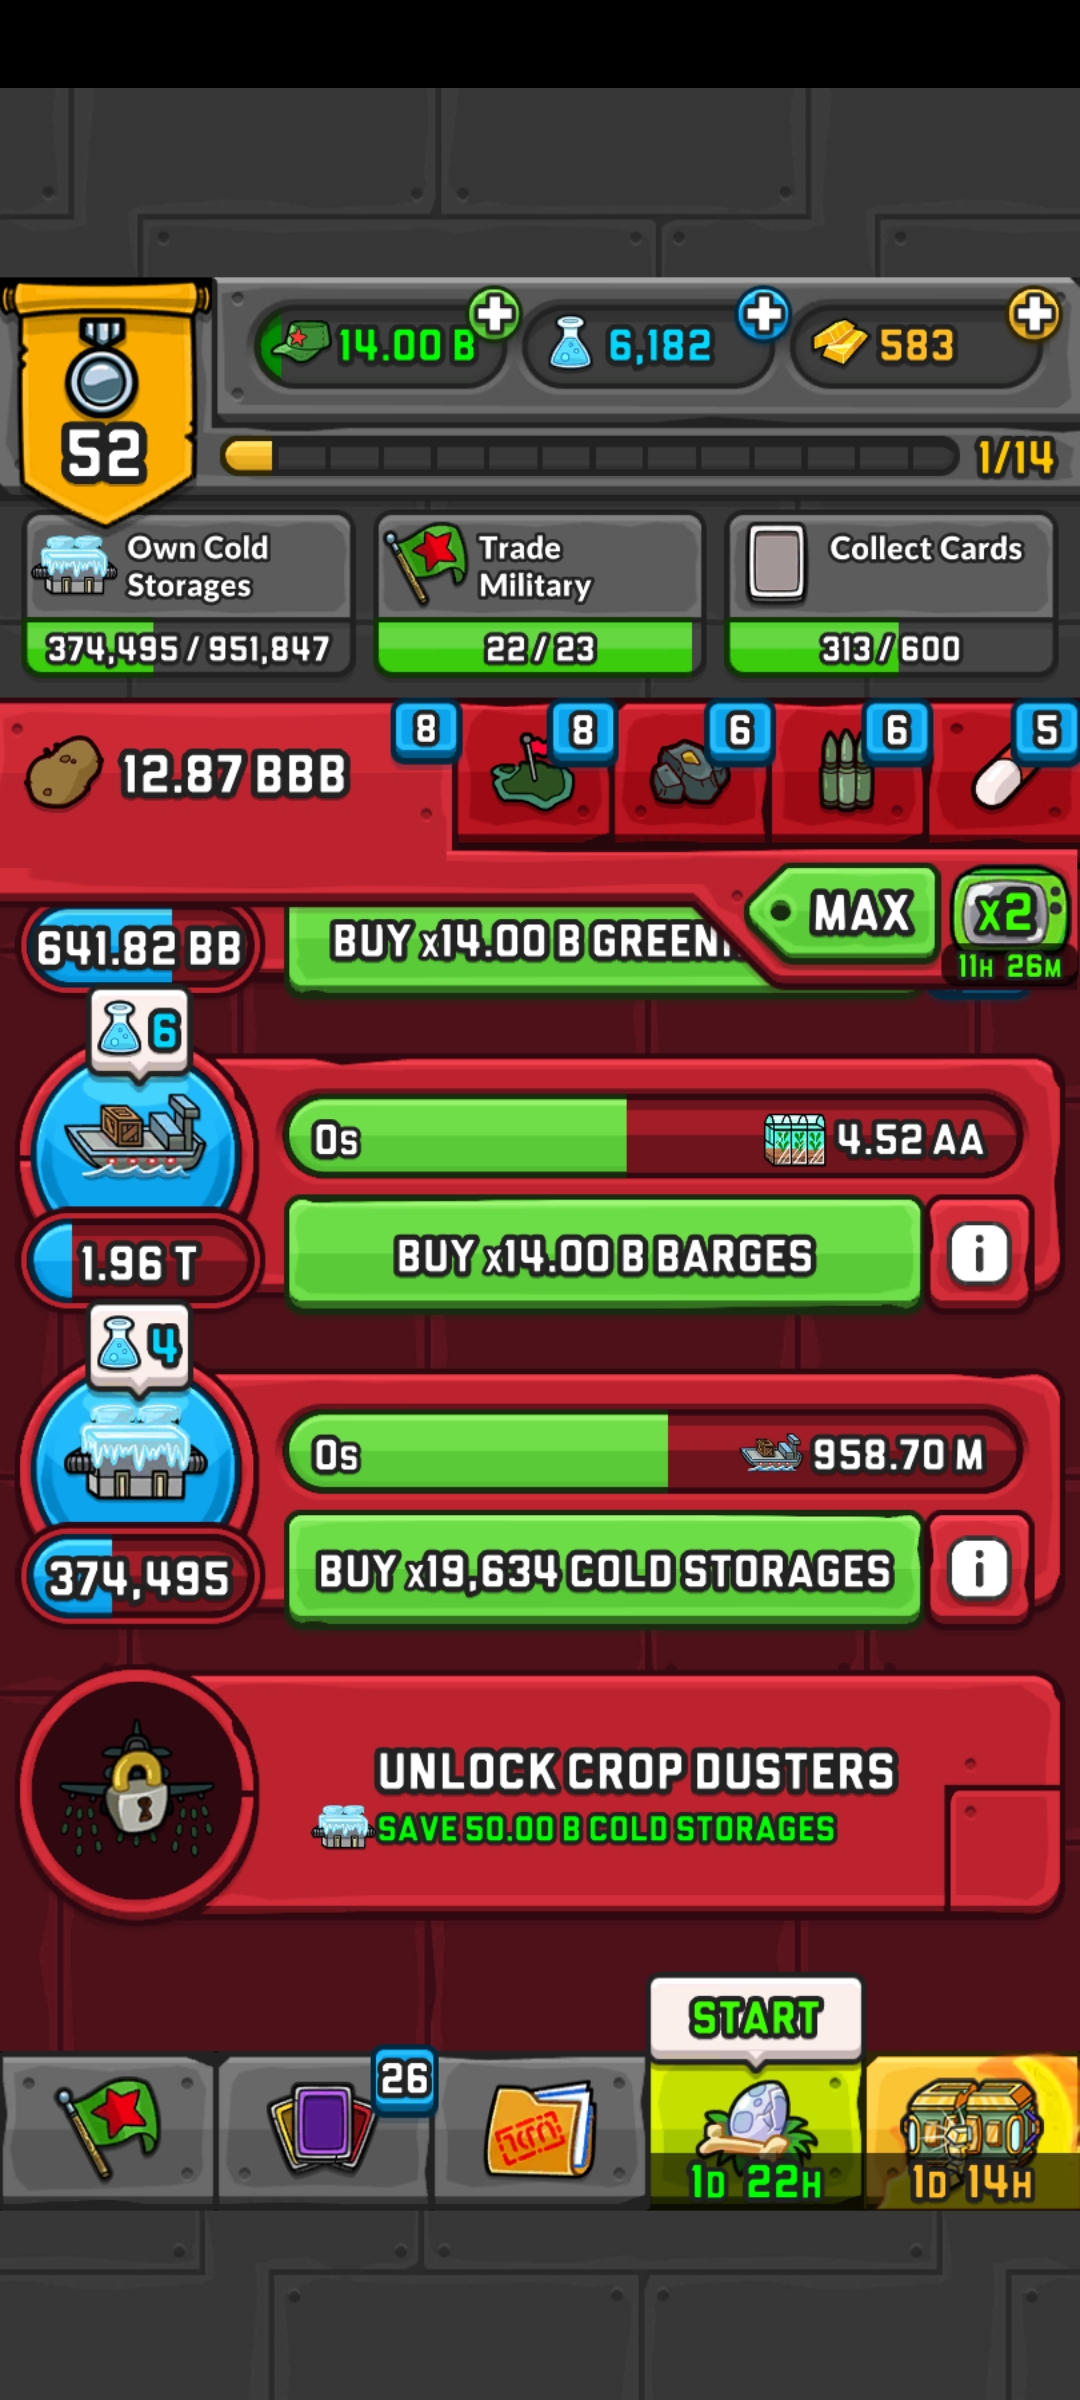 14.00 B
6,182
583
52
1/14
Own Cold
Storages
374,495 / 951,847
Trade
Military
22 / 23
Collect Cards
313 / 600
12.87 BBB
8
8
6
6
5
MAX
x2
11H 26M
641.82 BB
BUY x14.00 B
6
0s
4.52 AA
1.96 T
BUY x14.00 B BARGES
i
4
0s
958.70 M
374,495
BUY x19,634 COLD STORAGES
i
UNLOCK CROP DUSTERS
SAVE 50.00 B COLD STORAGES
START
26
TOP
1D 22H
1D 14H